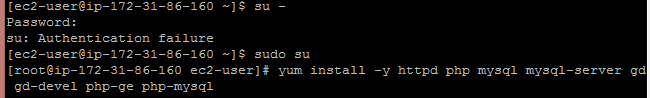 [ec2-user@ip-172-31-86-160 ~]$ su -
Password:
su: Authentication failure
[ec2-user@ip-172-31-86-160 ~]$ sudo su
[root@ip-172-31-86-160 ec2-user]# yum install -y httpd php mysql mysql-server gd
gd-devel php-ge php-mysql